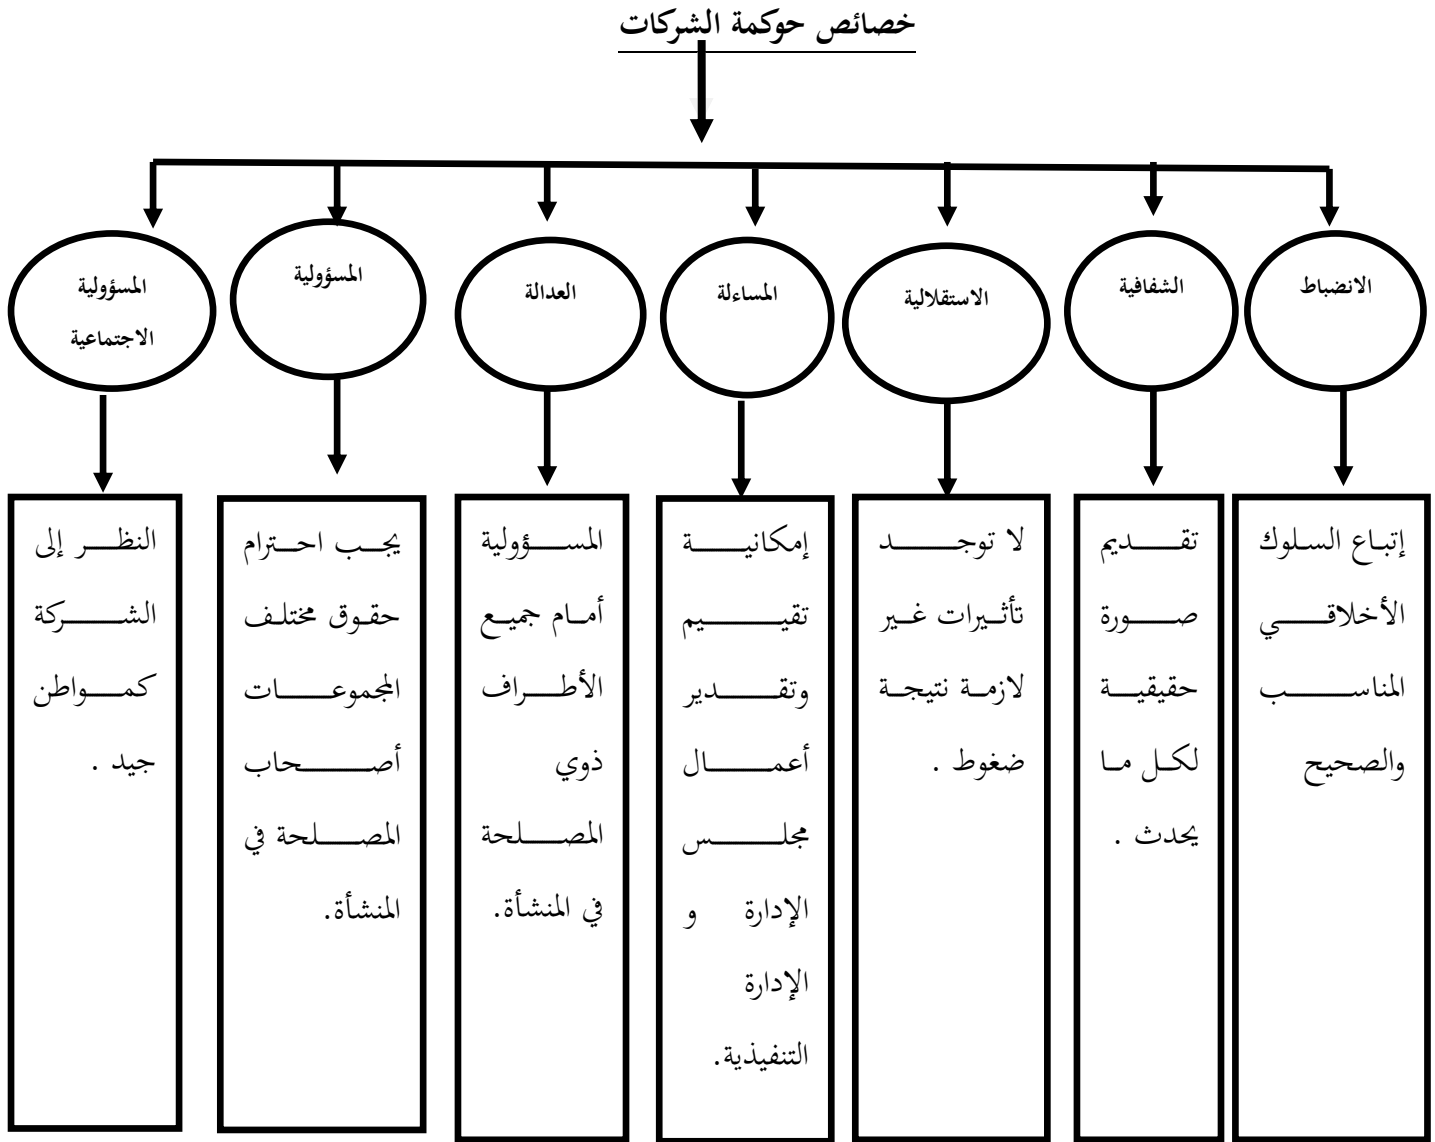 خصائص حوكمة الشركات
الانضباط
الشفافية
الاستقلالية
المساءلة
العدالة
المسؤولية
المسؤولية
الاجتماعية
إتباع السلوك
الأخلاقي
المناسب
والصحيح
تقديم
صورة
حقيقية
لكل ما
يحدث .
لا توجد
تأثيرات غير
لازمة نتيجة
ضغوط .
إمكانية
تقييم
وتقدير
أعمال
مجلس
الإدارة و
الإدارة
التنفيذية.
المسؤولية
أمام جميع
الأطراف
ذوي
المصلحة
في المنشأة.
يجب احترام
حقوق مختلف
المجموعات
أصحاب
المصلحة في
المنشأة.
النظر إلى
الشركة
كمواطن
جيد .